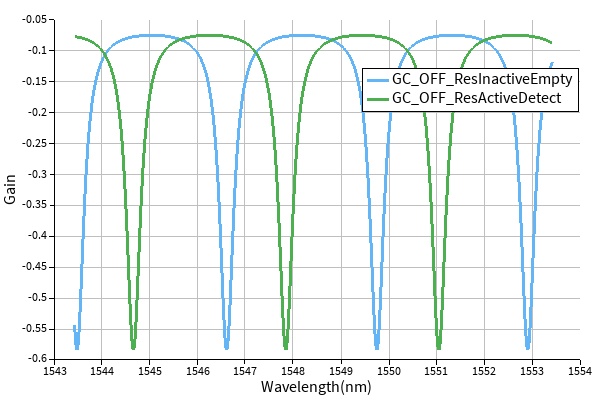 -0.05
-0.1
-0.15
-0.2
-0.25
-0.3
-0.35
-0.4
-0.45
-0.5
-0.55
-0.6
Gain
GC_OFF_ResInactiveEmpty
GC_OFF_ResActiveDetect
1543 1544 1545 1546 1547 1548 1549 1550 1551 1552 1553 1554
Wavelength(nm)